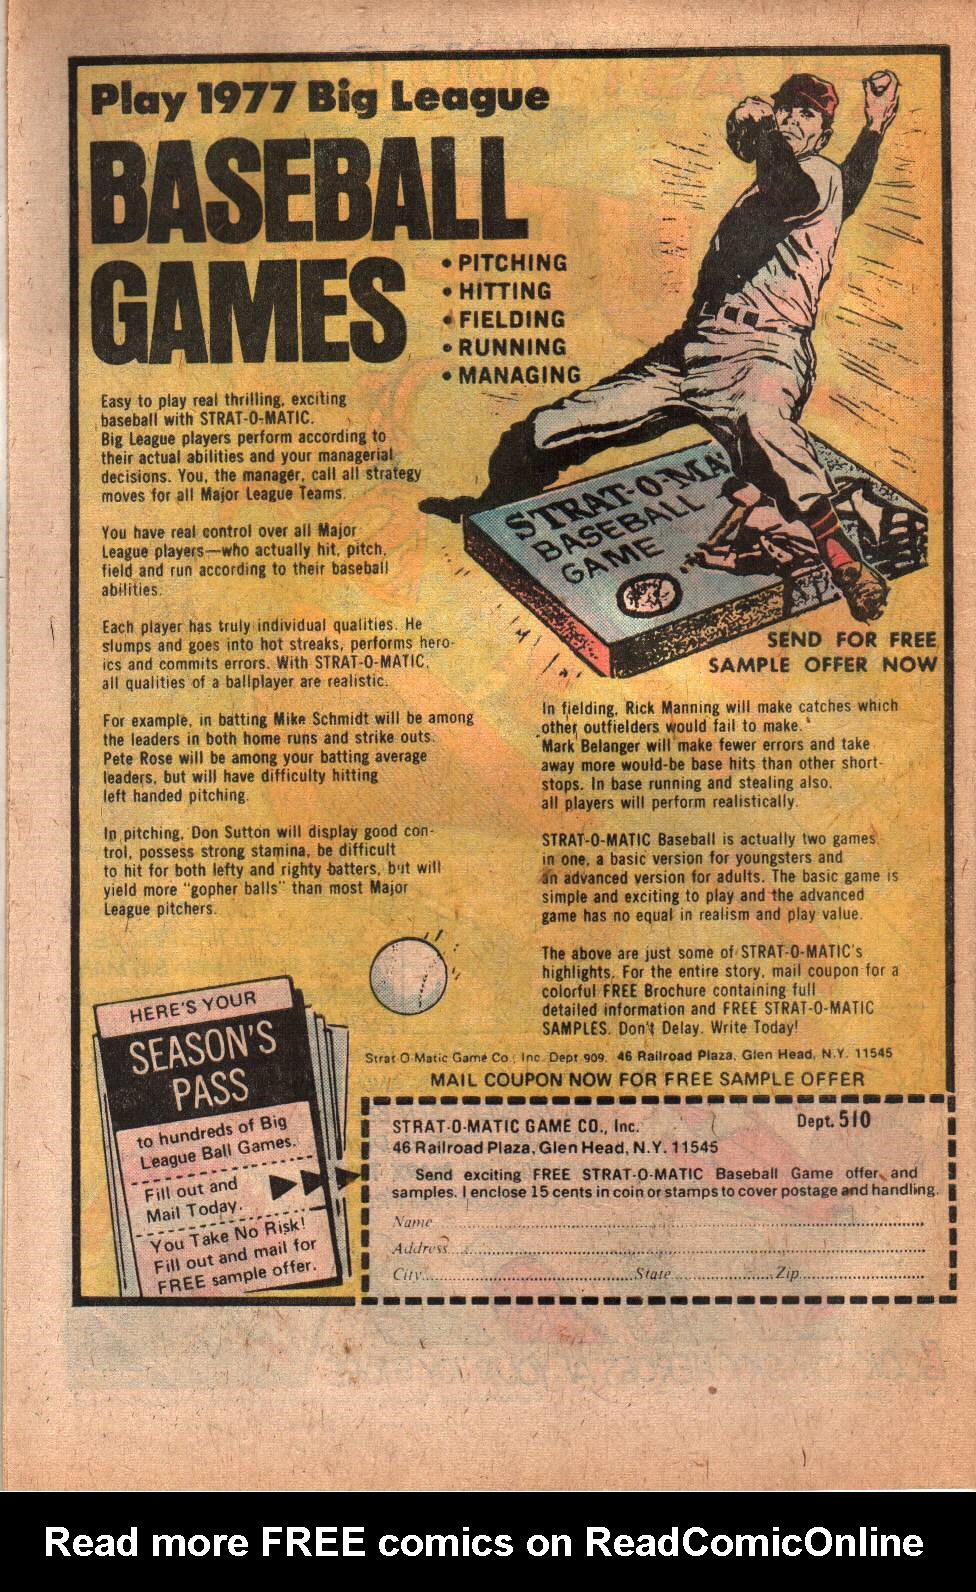 Play 1977 Big League
BASEBALL
GAMES
• PITCHING
• HITTING
• FIELDING
• RUNNING
• MANAGING
Easy to play real thrilling, exciting
baseball with STRAT-O-MATIC.
Big League players perform according to
their actual abilities and your managerial
decisions. You, the manager, call all strategy
moves for all Major League Teams.
You have real control over all Major
League players—who actually hit, pitch,
field and run according to their baseball
abilities.
Each player has truly individual qualities. He
slumps and goes into hot streaks, performs hero-
ics and commits errors. With STRAT-O-MATIC,
all qualities of a ballplayer are realistic.
For example, in batting Mike Schmidt will be among
the leaders in both home runs and strike outs.
Pete Rose will be among your batting average
leaders, but will have difficulty hitting
left handed pitching.
In pitching, Don Sutton will display good con-
trol, possess strong stamina, be difficult
to hit for both lefty and righty batters, but will
yield more "gopher balls" than most Major
League pitchers.
STRAT-O-MA
BASEBALL
GAME
SEND FOR FREE
SAMPLE OFFER NOW
In fielding, Rick Manning will make catches which
other outfielders would fail to make.
Mark Belanger will make fewer errors and take
away more would-be base hits than other short-
stops. In base running and stealing also,
all players will perform realistically.
STRAT-O-MATIC Baseball is actually two games
in one, a basic version for youngsters and
an advanced version for adults. The basic game is
simple and exciting to play and the advanced
game has no equal in realism and play value.
The above are just some of STRAT-O-MATIC's
highlights. For the entire story, mail coupon for a
colorful FREE Brochure containing full
detailed information and FREE STRAT-O-MATIC
SAMPLES. Don't Delay. Write Today!
Strat-O-Matic Game Co., Inc. Dept 909. 46 Railroad Plaza, Glen Head, N.Y. 11545
MAIL COUPON NOW FOR FREE SAMPLE OFFER
HERE'S YOUR
SEASON'S
PASS
to hundreds of Big
League Ball Games.
Fill out and
Mail Today.
You Take No Risk!
Fill out and mail for
FREE sample offer.
STRAT-O-MATIC GAME CO., Inc. Dept. 510
46 Railroad Plaza, Glen Head, N.Y. 11545
Send exciting FREE STRAT-O-MATIC Baseball Game offer and
samples. I enclose 15 cents in coin or stamps to cover postage and handling.
Name
Address
City State Zip
Read more FREE comics on ReadComicOnline